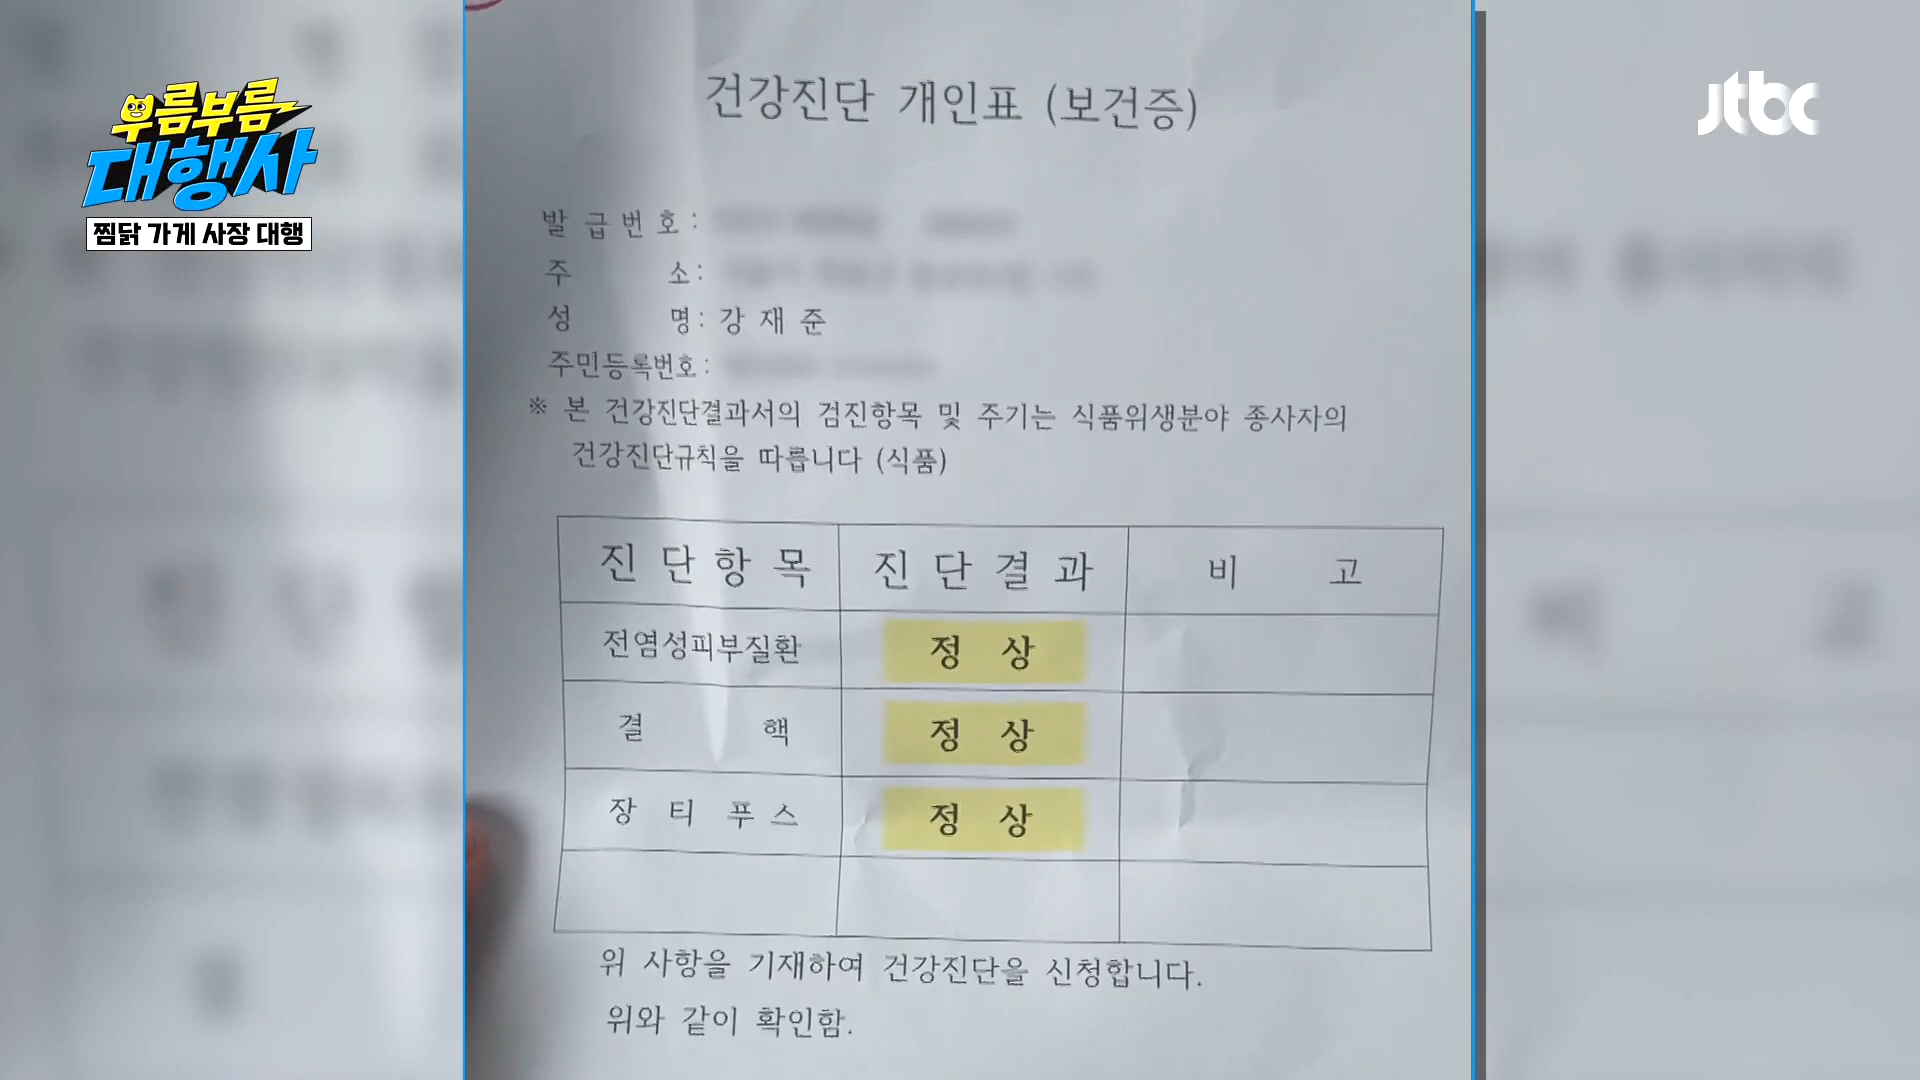 부름부름
대행사
찜닭 가게 사장 대행
jtbc
건강진단 개인표 (보건증)
발 급 번 호 :
주 소 :
성 명 : 강 재 준
주민등록번호 :
※ 본 건강진단결과서의 검진항목 및 주기는 식품위생분야 종사자의
건강진단규칙을 따릅니다 (식품)
진 단 항 목 진 단 결 과 비 고
전염성피부질환 정 상
결 핵 정 상
장 티 푸 스 정 상
위 사항을 기재하여 건강진단을 신청합니다.
위와 같이 확인함.